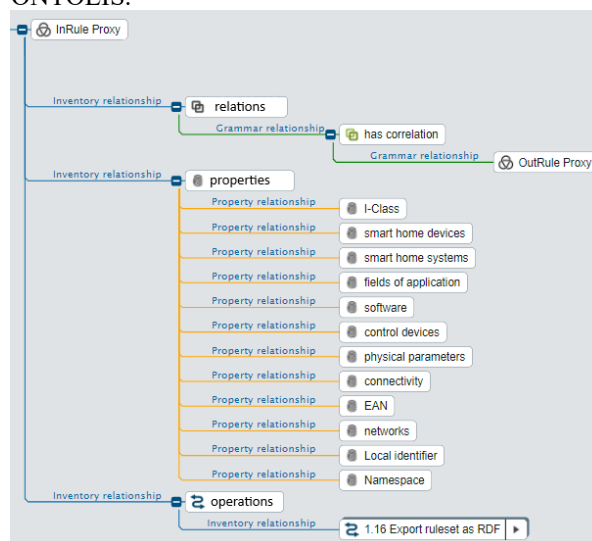 ONTOLIS.
InRule Proxy
Inventory relationship
relations
Grammar relationship
has correlation
Grammar relationship
OutRule Proxy
Inventory relationship
properties
Property relationship
I-Class
Property relationship
smart home devices
Property relationship
smart home systems
Property relationship
fields of application
Property relationship
software
Property relationship
control devices
Property relationship
physical parameters
Property relationship
connectivity
Property relationship
EAN
Property relationship
networks
Property relationship
Local identifier
Property relationship
Namespace
Inventory relationship
operations
Inventory relationship
1.16 Export ruleset as RDF